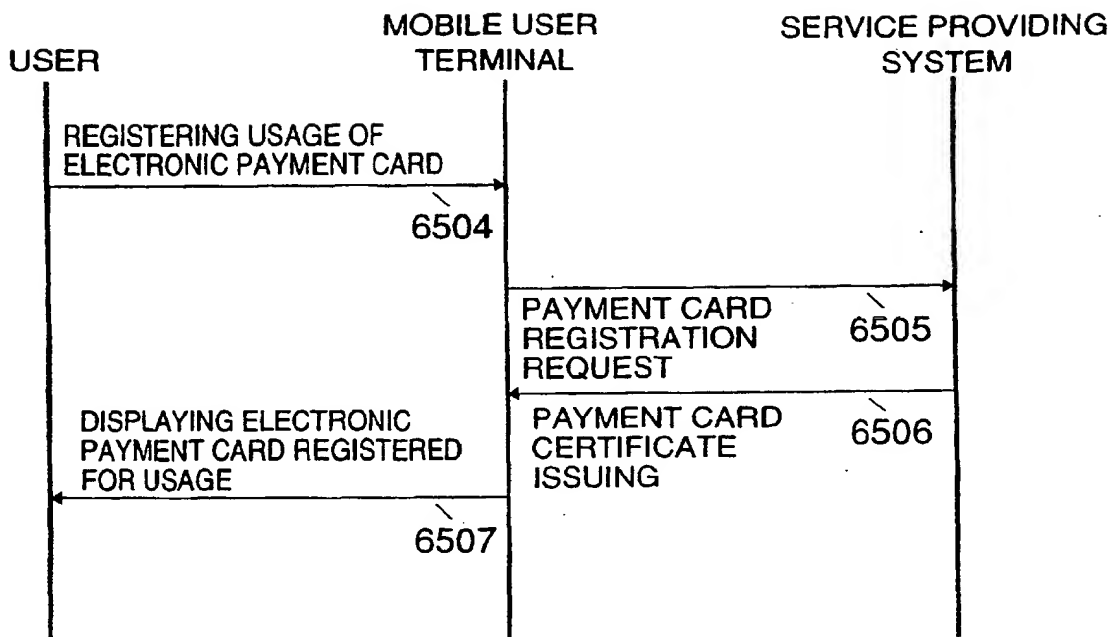 USER
MOBILE USER
TERMINAL
SERVICE PROVIDING
SYSTEM
REGISTERING USAGE OF
ELECTRONIC PAYMENT CARD
6504
PAYMENT CARD
REGISTRATION
REQUEST
6505
PAYMENT CARD
CERTIFICATE
ISSUING
6506
DISPLAYING ELECTRONIC
PAYMENT CARD REGISTERED
FOR USAGE
6507